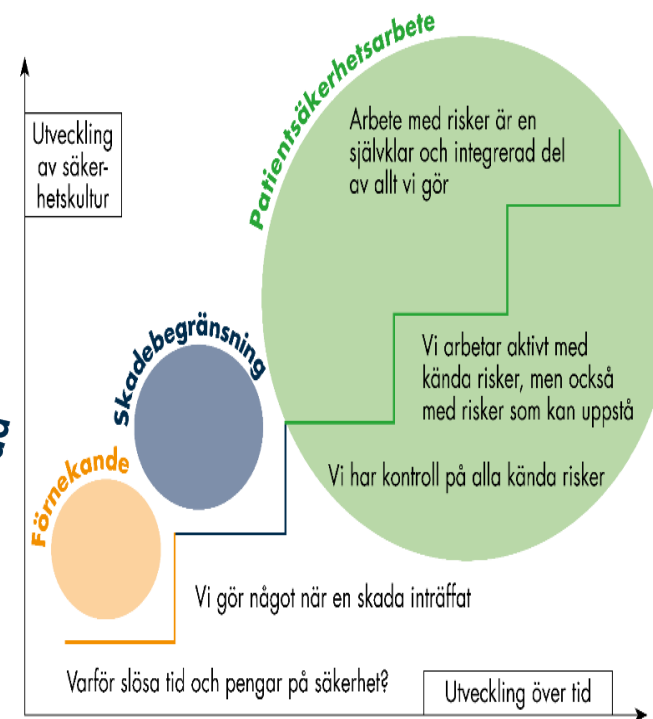 Patientsäkerhetsarbete
Utveckling
av säker-
hetskultur
Arbete med risker är en
självklar och integrerad del
av allt vi gör
Skadebegränsning
Vi arbetar aktivt med
kända risker, men också
med risker som kan uppstå
Förnekande
Vi har kontroll på alla kända risker
Vi gör något när en skada inträffat
Varför slösa tid och pengar på säkerhet?
Utveckling över tid